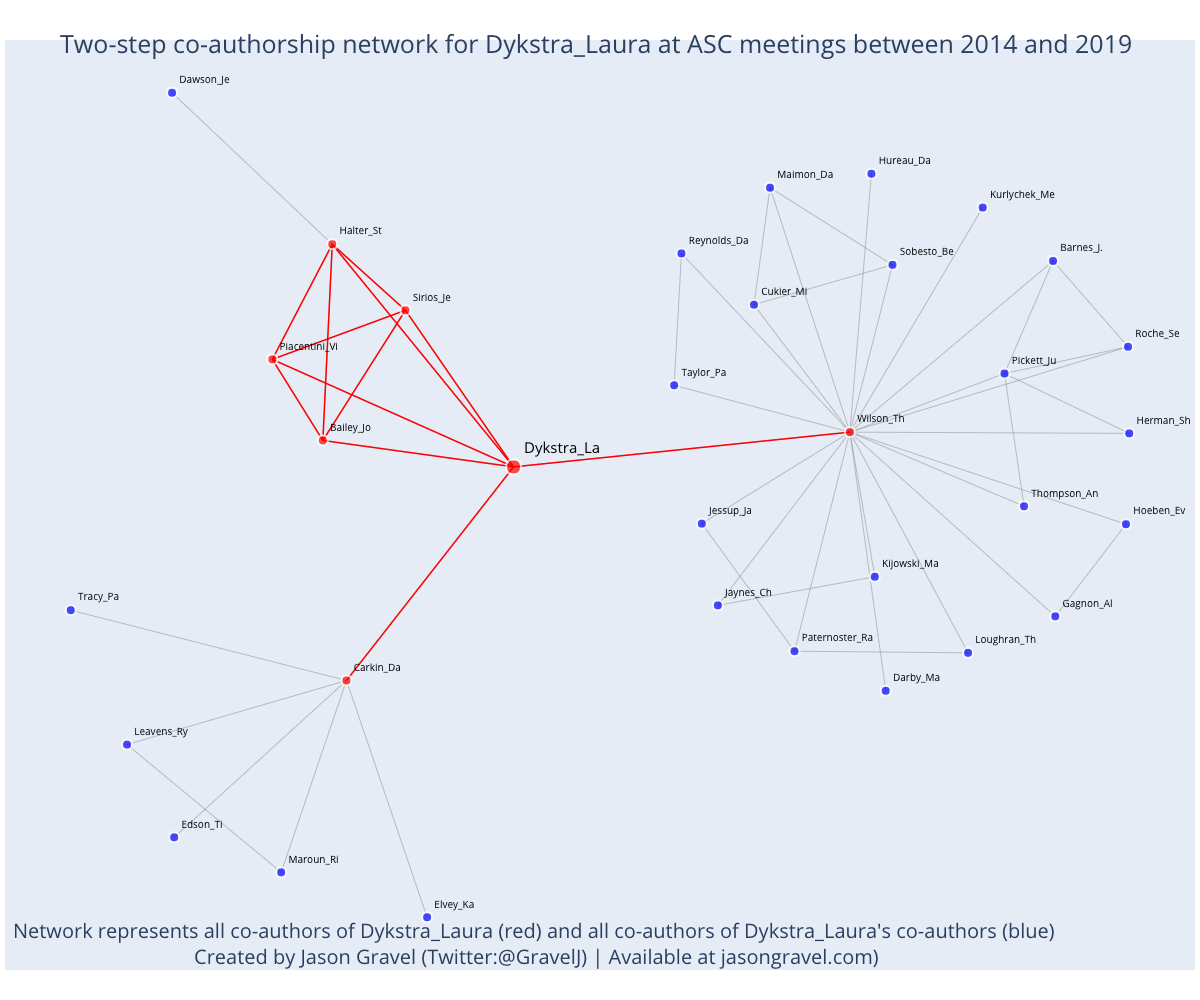 Two-step co-authorship network for Dykstra_Laura at ASC meetings between 2014 and 2019
Dawson_Je
Hureau_Da
Maimon_Da
Kurlychek_Me
Halter_St
Reynolds_Da
Barnes_J.
Sobesto_Be
Cukier_Mi
Sirios_Je
Roche_Se
Piacentini_Vi
Pickett_Ju
Taylor_Pa
Wilson_Th
Herman_Sh
Bailey_Jo
Dykstra_La
Thompson_An
Jessup_Ja
Hoeben_Ev
Kijowski_Ma
Jaynes_Ch
Tracy_Pa
Gagnon_Al
Paternoster_Ra
Loughran_Th
Carkin_Da
Darby_Ma
Leavens_Ry
Edson_Ti
Maroun_Ri
Elvey_Ka
Network represents all co-authors of Dykstra_Laura (red) and all co-authors of Dykstra_Laura's co-authors (blue)
Created by Jason Gravel (Twitter:@GravelJ) | Available at jasongravel.com)